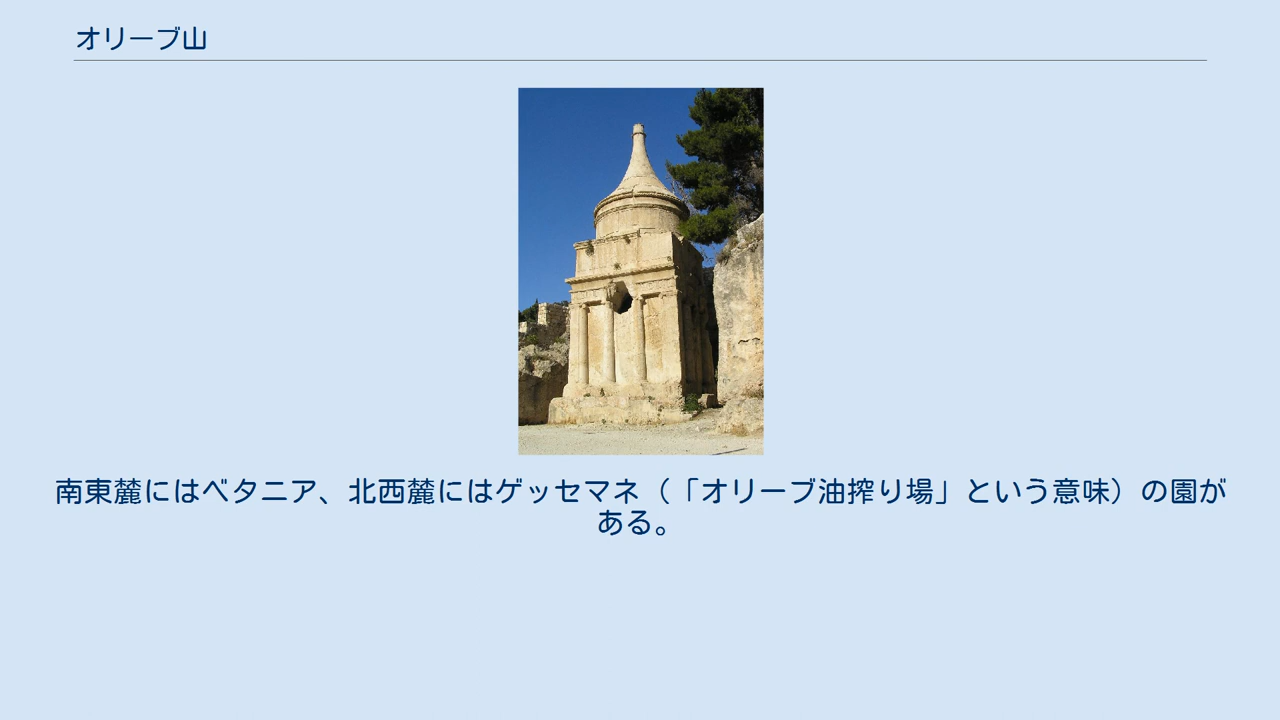 オリーブ山
南東麓にはベタニア、北西麓にはゲッセマネ（「オリーブ油搾り場」という意味）の園が
ある。